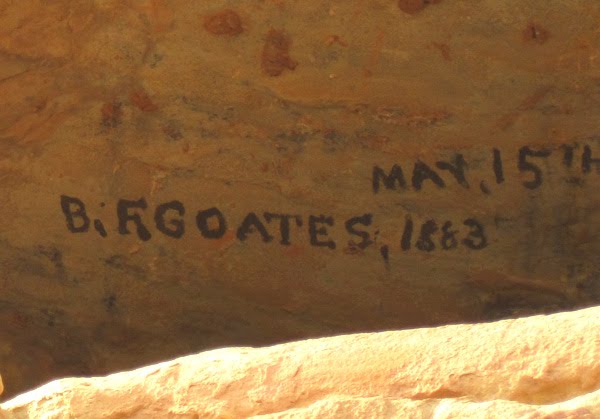 MAY. 15TH
B. F. GOATES, 1883